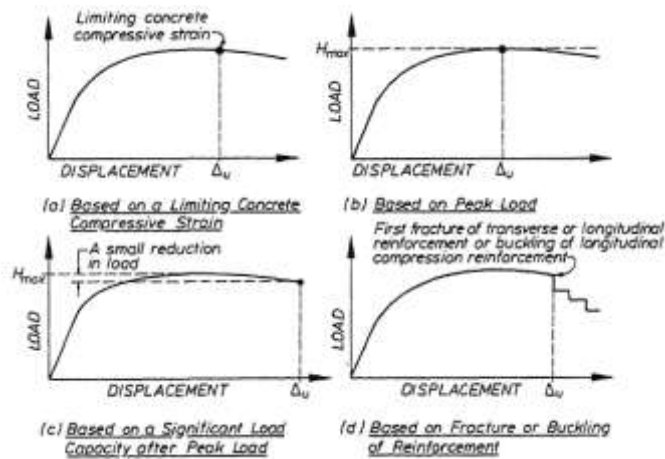 Limiting concrete
compressive strain
LOAD
DISPLACEMENT Δu
(a) Based on a Limiting Concrete
Compressive Strain
Hmax
LOAD
DISPLACEMENT Δu
(b) Based on Peak Load
A small reduction
in load
Hmax
LOAD
DISPLACEMENT Δu
(c) Based on a Significant Load
Capacity after Peak Load
First fracture of transverse or longitudinal
reinforcement or buckling of longitudinal
compression reinforcement
LOAD
DISPLACEMENT Δu
(d) Based on Fracture or Buckling
of Reinforcement